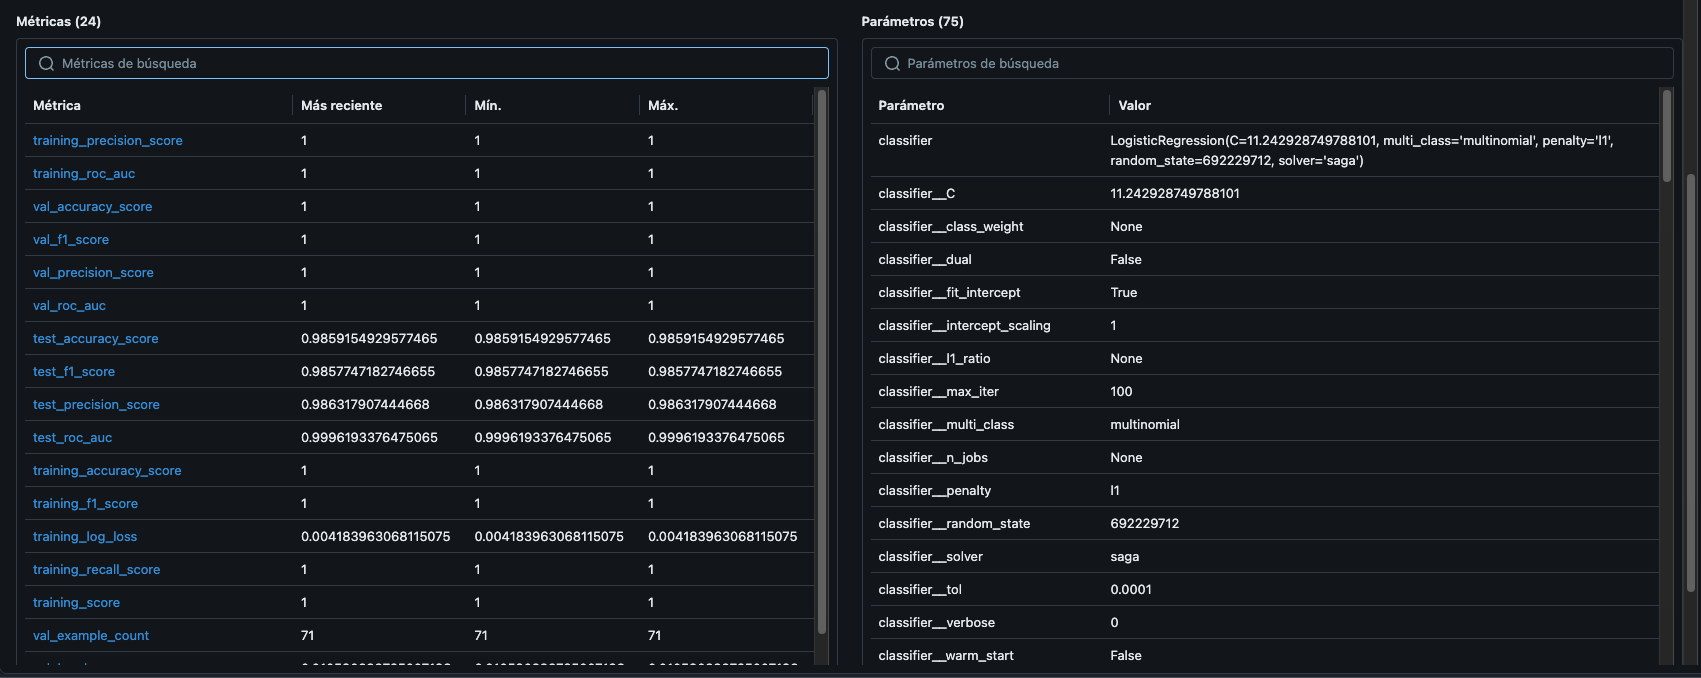 Métricas (24)
Métricas de búsqueda
Métrica Más reciente Mín. Máx.
training_precision_score 1 1 1
training_roc_auc 1 1 1
val_accuracy_score 1 1 1
val_f1_score 1 1 1
val_precision_score 1 1 1
val_roc_auc 1 1 1
test_accuracy_score 0.9859154929577465 0.9859154929577465 0.9859154929577465
test_f1_score 0.9857747182746655 0.9857747182746655 0.9857747182746655
test_precision_score 0.986317907444668 0.986317907444668 0.986317907444668
test_roc_auc 0.9996193376475065 0.9996193376475065 0.9996193376475065
training_accuracy_score 1 1 1
training_f1_score 1 1 1
training_log_loss 0.004183963068115075 0.004183963068115075 0.004183963068115075
training_recall_score 1 1 1
training_score 1 1 1
val_example_count 71 71 71
Parámetros (75)
Parámetros de búsqueda
Parámetro Valor
classifier LogisticRegression(C=11.242928749788101, multi_class='multinomial', penalty='l1',
random_state=692229712, solver='saga')
classifier__C 11.242928749788101
classifier__class_weight None
classifier__dual False
classifier__fit_intercept True
classifier__intercept_scaling 1
classifier__l1_ratio None
classifier__max_iter 100
classifier__multi_class multinomial
classifier__n_jobs None
classifier__penalty l1
classifier__random_state 692229712
classifier__solver saga
classifier__tol 0.0001
classifier__verbose 0
classifier__warm_start False